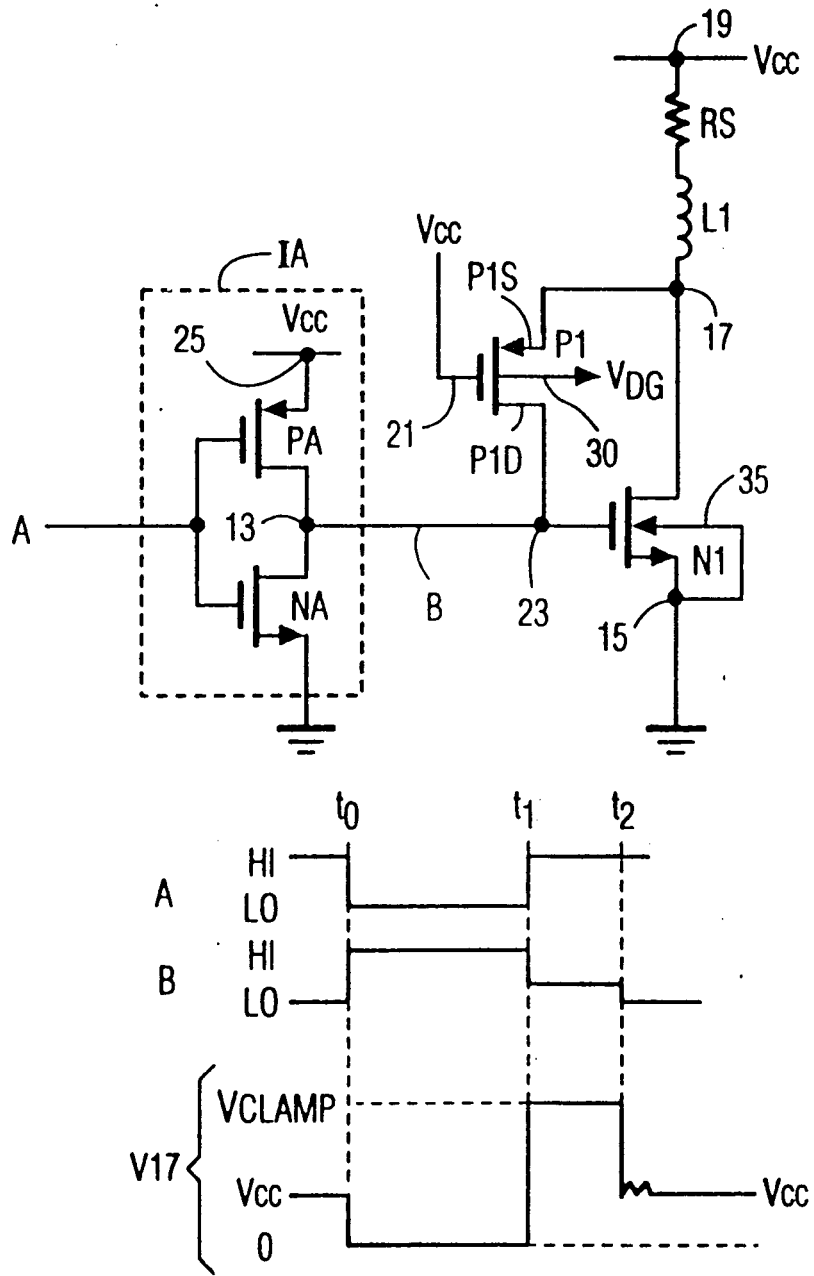 19
VCC
RS
L1
VCC
IA
P1S
P1
17
25
VCC
VDG
PA
21
P1D
30
35
A
13
B
23
N1
NA
15
t0 t1 t2
A HI
LO
B HI
LO
V17 VCLAMP
VCC VCC
0